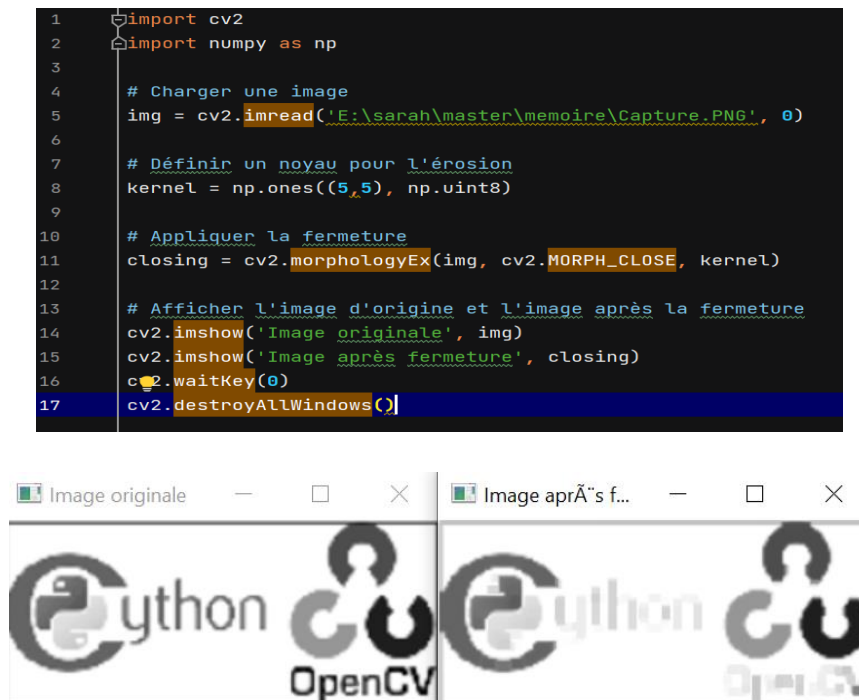 1 import cv2
2 import numpy as np
3
4 # Charger une image
5 img = cv2.imread('E:\sarah\master\memoire\Capture.PNG', 0)
6
7 # Définir un noyau pour l'érosion
8 kernel = np.ones((5,5), np.uint8)
9
10 # Appliquer la fermeture
11 closing = cv2.morphologyEx(img, cv2.MORPH_CLOSE, kernel)
12
13 # Afficher l'image d'origine et l'image après la fermeture
14 cv2.imshow('Image originale', img)
15 cv2.imshow('Image après fermeture', closing)
16 cv2.waitKey(0)
17 cv2.destroyAllWindows()
Image originale
Cython
OpenCV
Image aprÃ¨s f...
Cython
OpenCV